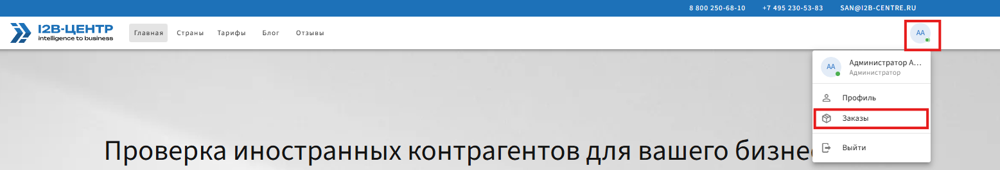 8 800 250-68-10 +7 495 230-53-83 SAN@I2B-CENTRE.RU
I2B-ЦЕНТР
intelligence to business
Главная Страны Тарифы Блог Отзывы
AA
AA
Администратор А...
Администратор
Профиль
Заказы
Выйти
Проверка иностранных контрагентов для вашего бизне